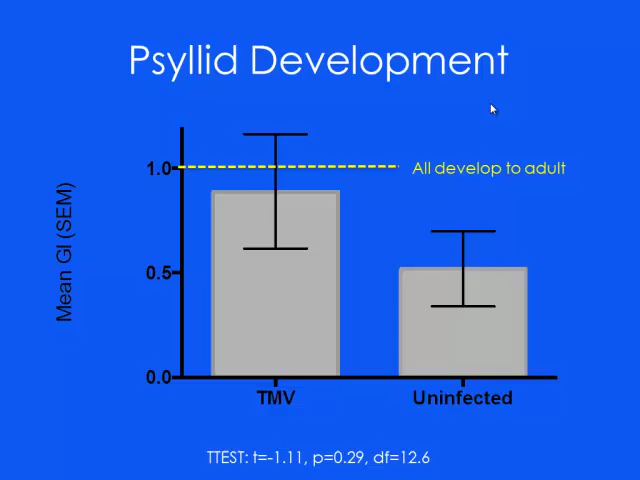 Psyllid Development
1.0
All develop to adult
Mean GI (SEM)
0.5
0.0
TMV
Uninfected
TTEST: t=-1.11, p=0.29, df=12.6